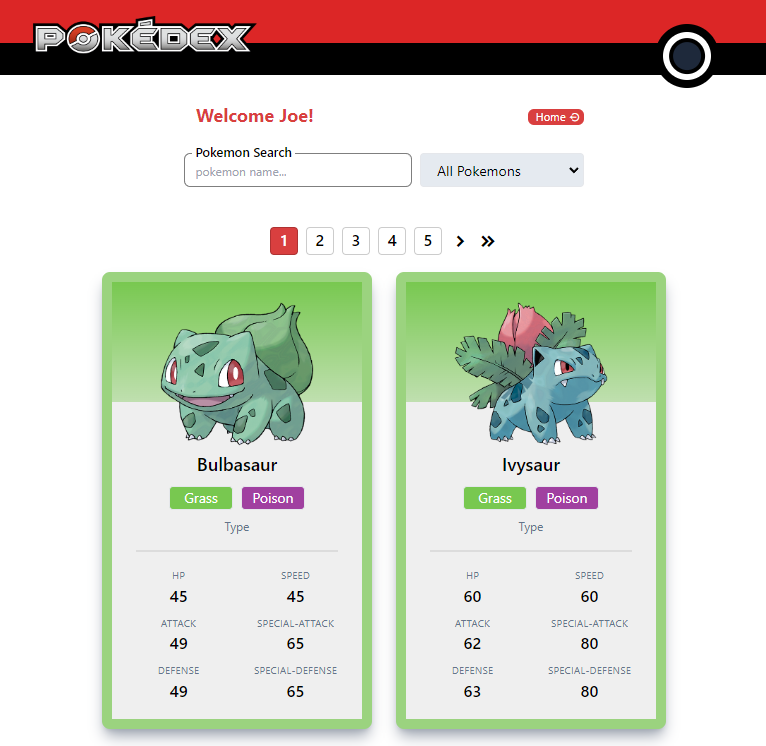 POKÉDEX
Welcome Joe!
Home
Pokemon Search
pokemon name...
All Pokemons
1 2 3 4 5
Bulbasaur
Grass Poison
Type
HP SPEED
45 45
ATTACK SPECIAL-ATTACK
49 65
DEFENSE SPECIAL-DEFENSE
49 65
Ivysaur
Grass Poison
Type
HP SPEED
60 60
ATTACK SPECIAL-ATTACK
62 80
DEFENSE SPECIAL-DEFENSE
63 80